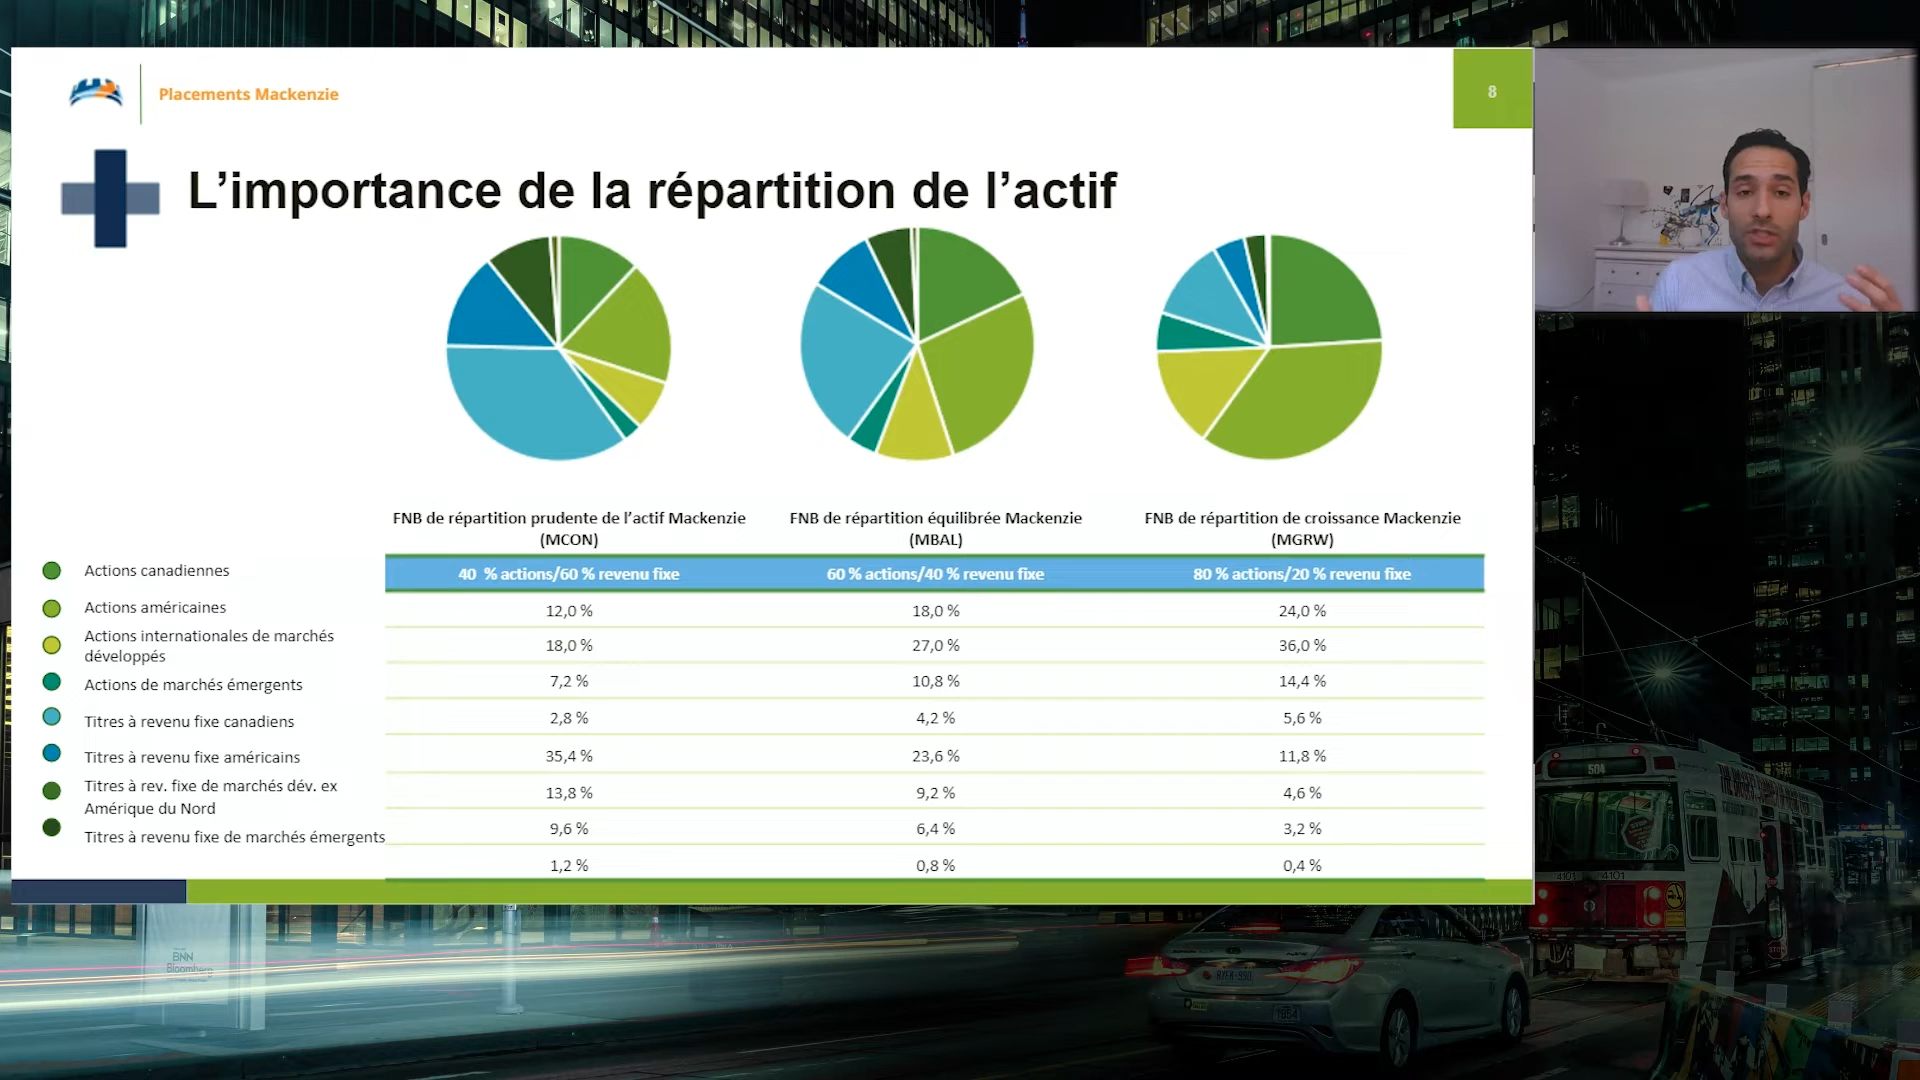 Placements Mackenzie
8
L’importance de la répartition de l’actif
FNB de répartition prudente de l’actif Mackenzie
(MCON)
FNB de répartition équilibrée Mackenzie
(MBAL)
FNB de répartition de croissance Mackenzie
(MGRW)
40 % actions/60 % revenu fixe
60 % actions/40 % revenu fixe
80 % actions/20 % revenu fixe
Actions canadiennes
12,0 %
18,0 %
24,0 %
Actions américaines
18,0 %
27,0 %
36,0 %
Actions internationales de marchés
développés
7,2 %
10,8 %
14,4 %
Actions de marchés émergents
2,8 %
4,2 %
5,6 %
Titres à revenu fixe canadiens
35,4 %
23,6 %
11,8 %
Titres à revenu fixe américains
13,8 %
9,2 %
4,6 %
Titres à rev. fixe de marchés dév. ex
Amérique du Nord
9,6 %
6,4 %
3,2 %
Titres à revenu fixe de marchés émergents
1,2 %
0,8 %
0,4 %
504
4101
4101
STOP
BNN
Bloomberg